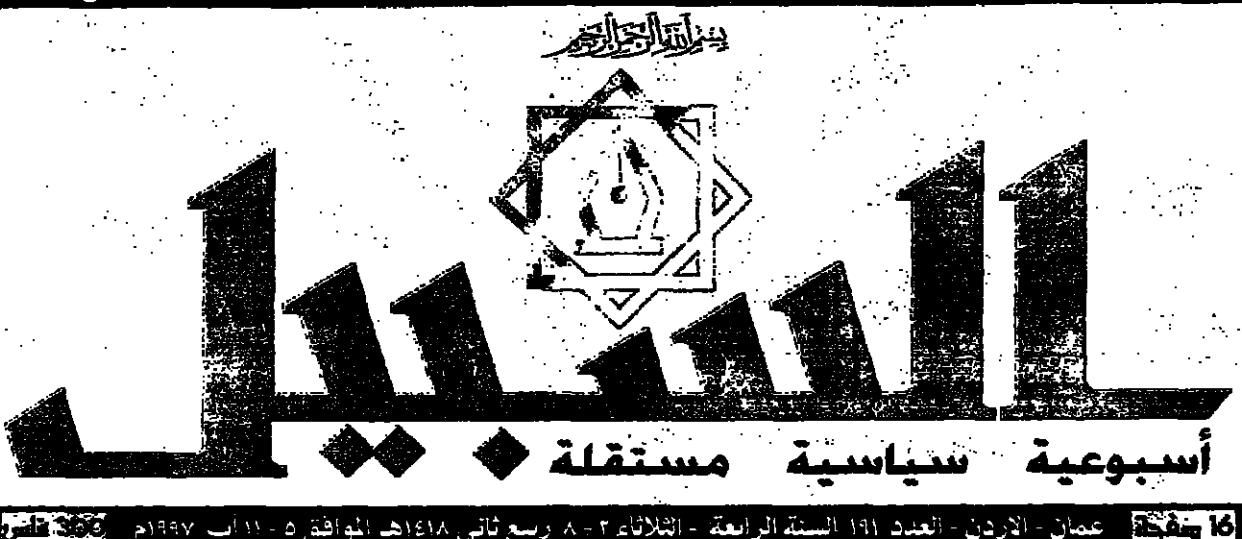 بسم الله الرحمن الرحيم
السبيل
أسبوعية سياسية مستقلة
16 صفحة عمان - الاردن - العدد ١٩١ السنة الرابعة - الثلاثاء ٢ - ٨ ربيع ثاني ١٤١٨هـ الموافق ٥ - ١١ آب ١٩٩٧م 300 فلس